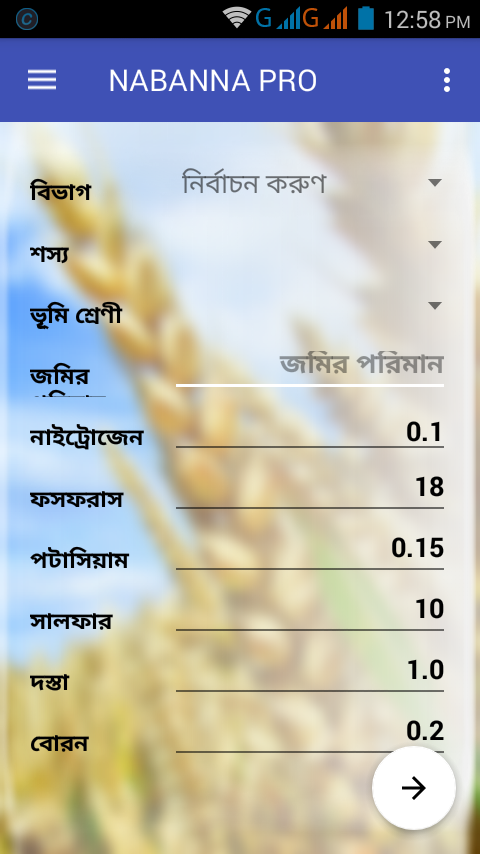 G G 12:58 PM
NABANNA PRO
বিভাগ নির্বাচন করুণ
শস্য
ভূমি শ্রেণী
জমির জমির পরিমান
নাইট্রোজেন 0.1
ফসফরাস 18
পটাসিয়াম 0.15
সালফার 10
দস্তা 1.0
বোরন 0.2